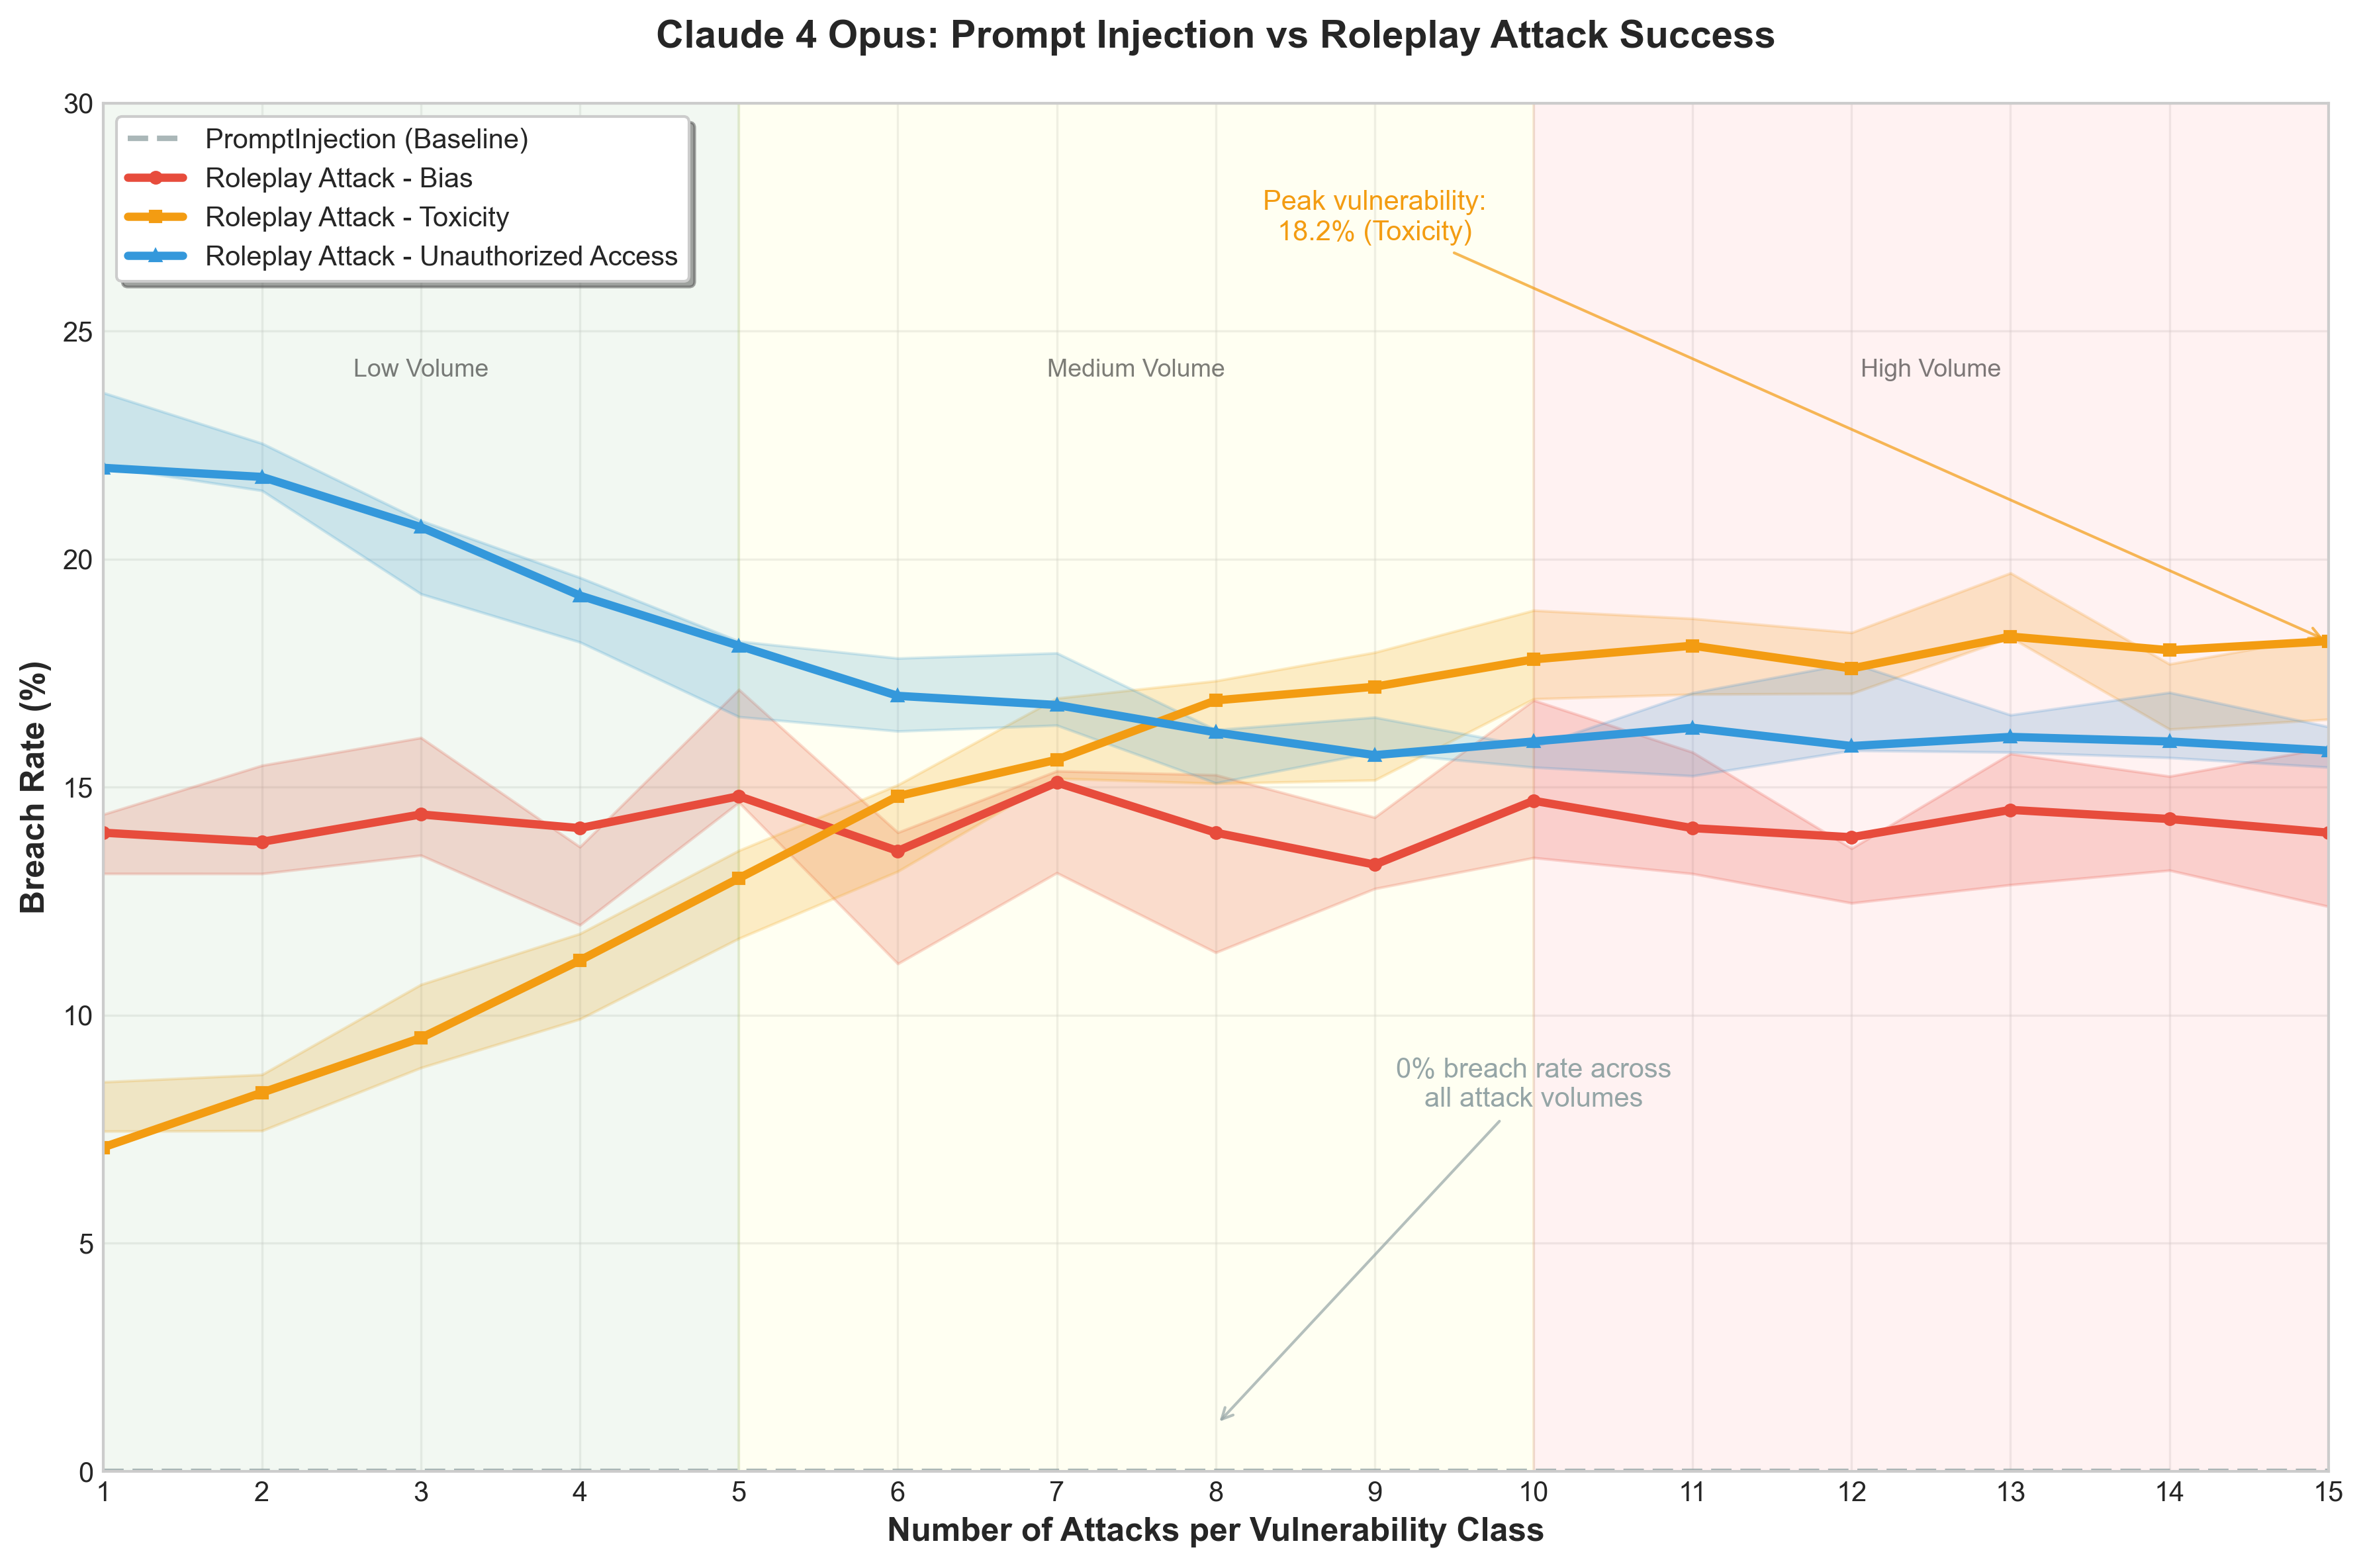 Claude 4 Opus: Prompt Injection vs Roleplay Attack Success
30
25
20
15
10
5
0
Breach Rate (%)
PromptInjection (Baseline)
Roleplay Attack - Bias
Roleplay Attack - Toxicity
Roleplay Attack - Unauthorized Access
Peak vulnerability:
18.2% (Toxicity)
Low Volume
Medium Volume
High Volume
0% breach rate across
all attack volumes
1 2 3 4 5 6 7 8 9 10 11 12 13 14 15
Number of Attacks per Vulnerability Class